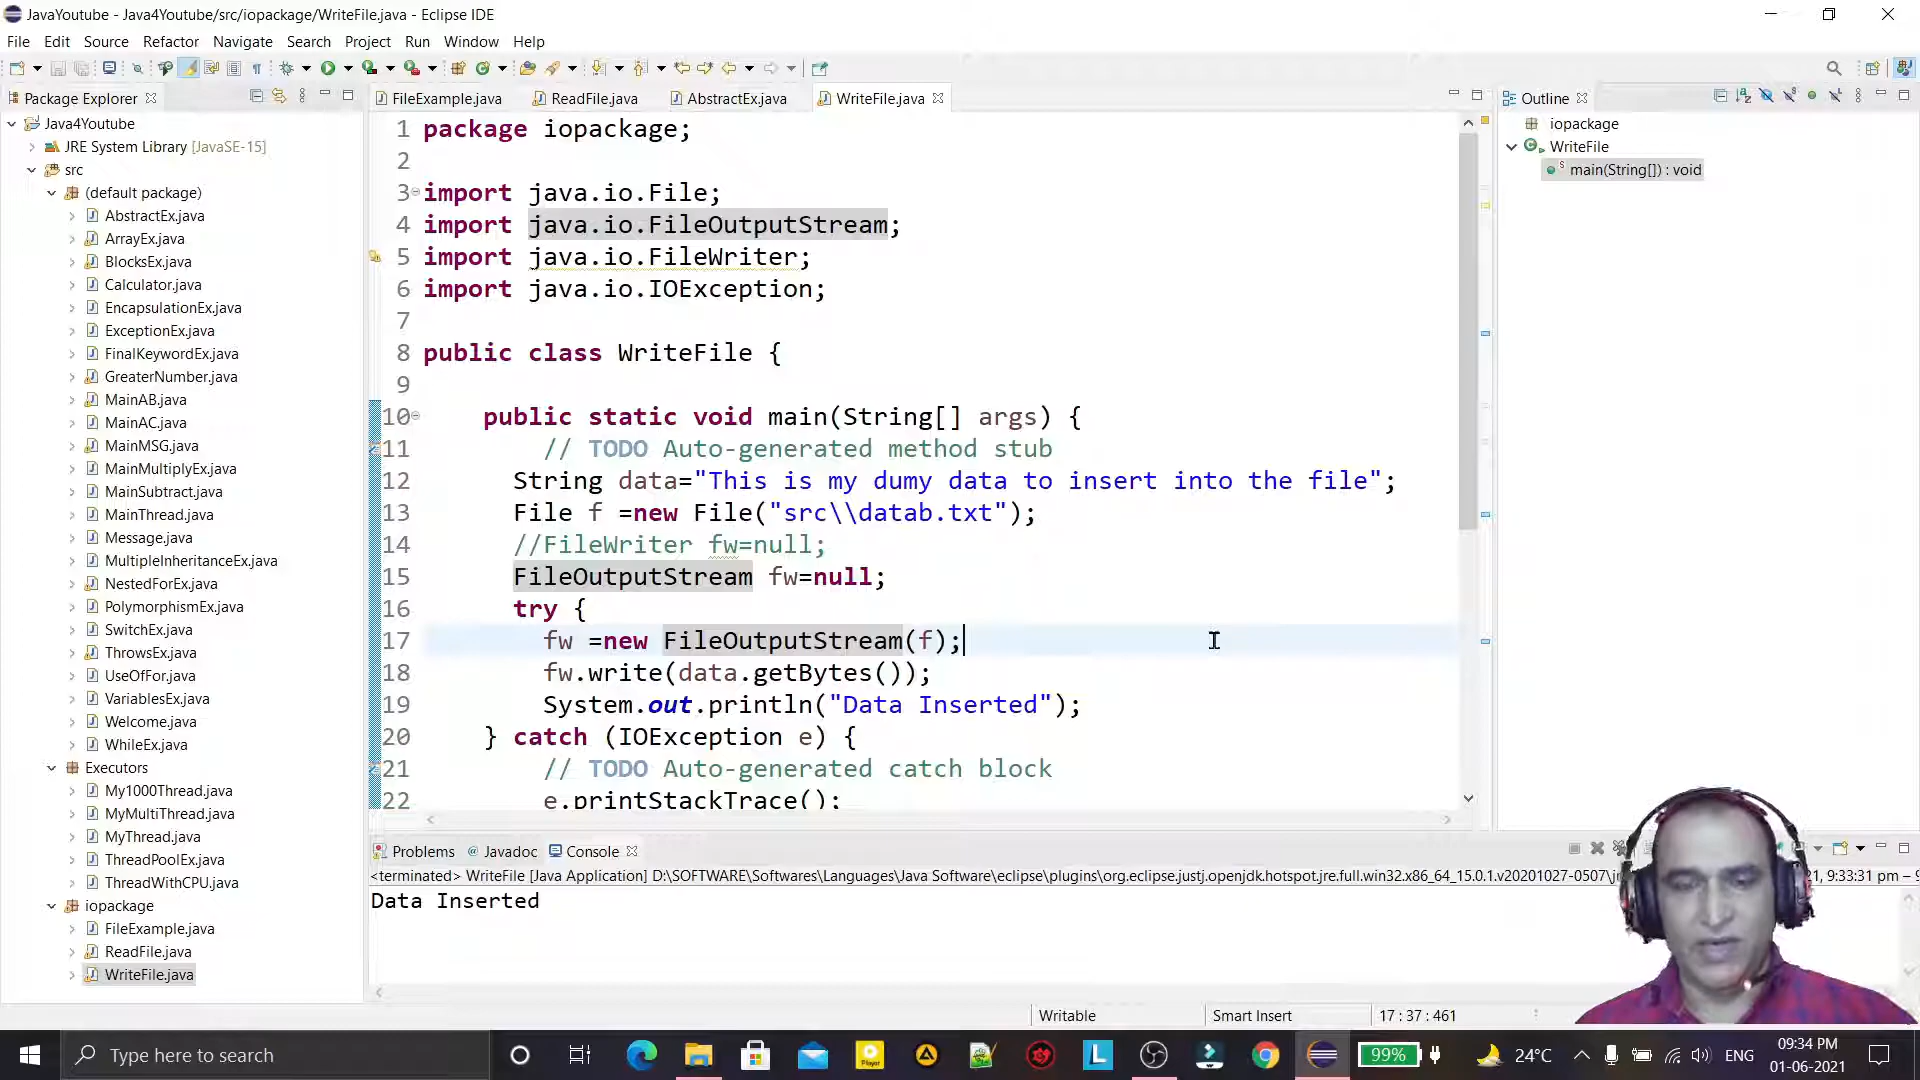 JavaYoutube - Java4Youtube/src/iopackage/WriteFile.java - Eclipse IDE
File Edit Source Refactor Navigate Search Project Run Window Help
Package Explorer
FileExample.java ReadFile.java AbstractEx.java WriteFile.java
Outline
Java4Youtube
JRE System Library [JavaSE-15]
src
(default package)
AbstractEx.java
ArrayEx.java
BlocksEx.java
Calculator.java
EncapsulationEx.java
ExceptionEx.java
FinalKeywordEx.java
GreaterNumber.java
MainAB.java
MainAC.java
MainMSG.java
MainMultiplyEx.java
MainSubtract.java
MainThread.java
Message.java
MultipleInheritanceEx.java
NestedForEx.java
PolymorphismEx.java
SwitchEx.java
ThrowsEx.java
UseOfFor.java
VariablesEx.java
Welcome.java
WhileEx.java
Executors
My1000Thread.java
MyMultiThread.java
MyThread.java
ThreadPoolEx.java
ThreadWithCPU.java
iopackage
FileExample.java
ReadFile.java
WriteFile.java
1 package iopackage;
2
3 import java.io.File;
4 import java.io.FileOutputStream;
5 import java.io.FileWriter;
6 import java.io.IOException;
7
8 public class WriteFile {
9
10 public static void main(String[] args) {
11 // TODO Auto-generated method stub
12 String data="This is my dumy data to insert into the file";
13 File f =new File("src\\datab.txt");
14 //FileWriter fw=null;
15 FileOutputStream fw=null;
16 try {
17 fw =new FileOutputStream(f);
18 fw.write(data.getBytes());
19 System.out.println("Data Inserted");
20 } catch (IOException e) {
21 // TODO Auto-generated catch block
22 e.printStackTrace();
iopackage
WriteFile
main(String[]) : void
Problems Javadoc Console
<terminated> WriteFile [Java Application] D:\SOFTWARE\Softwares\Languages\Java Software\eclipse\plugins\org.eclipse.justj.openjdk.hotspot.jre.full.win32.x86_64_15.0.1.v20201027-0507\jr 21, 9:33:31 pm – 9
Data Inserted
Writable Smart Insert 17 : 37 : 461
Type here to search
99% 24°C ENG 09:34 PM
01-06-2021